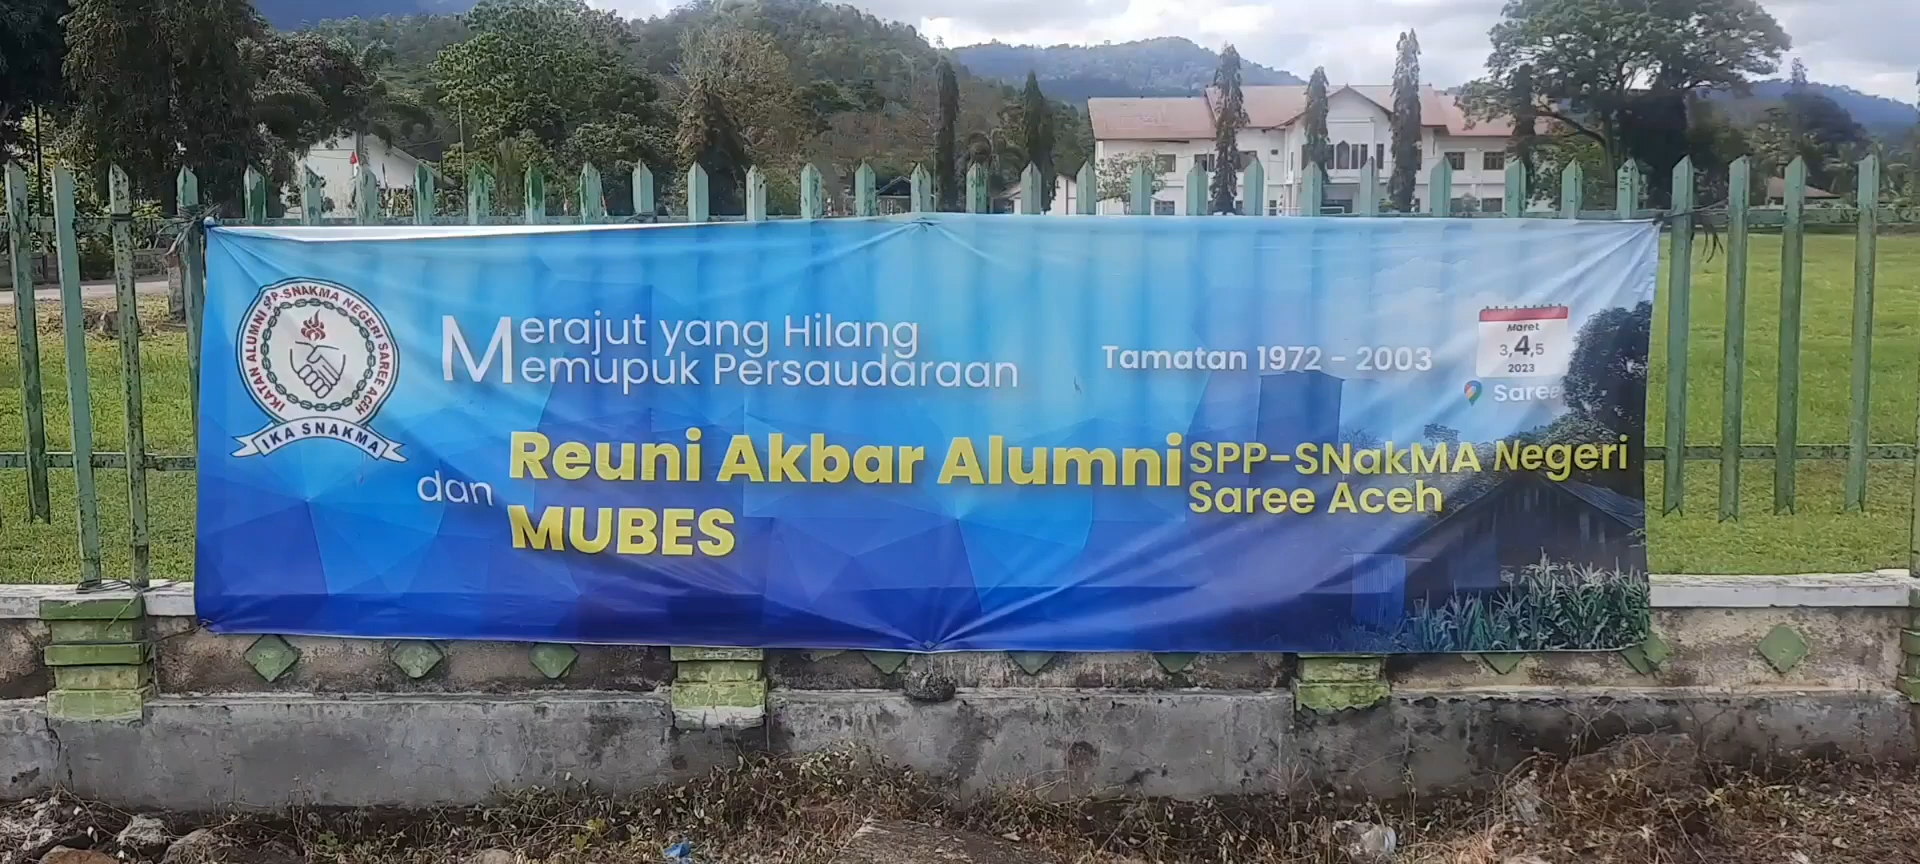 IKATAN ALUMNI SPP-SNAKMA NEGERI SAREE ACEH
IKA SNAKMA
Merajut yang Hilang
Memupuk Persaudaraan
Tamatan 1972 - 2003
Maret
3,4,5
2023
Saree
dan
Reuni Akbar Alumni
MUBES
SPP-SNakMA Negeri
Saree Aceh